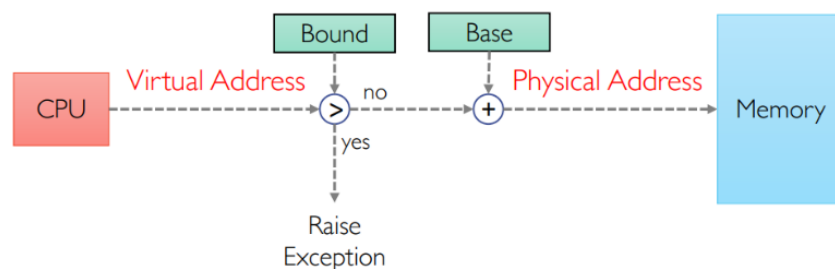 Bound
Base
CPU
Virtual Address
>
no
+
Physical Address
Memory
yes
Raise
Exception